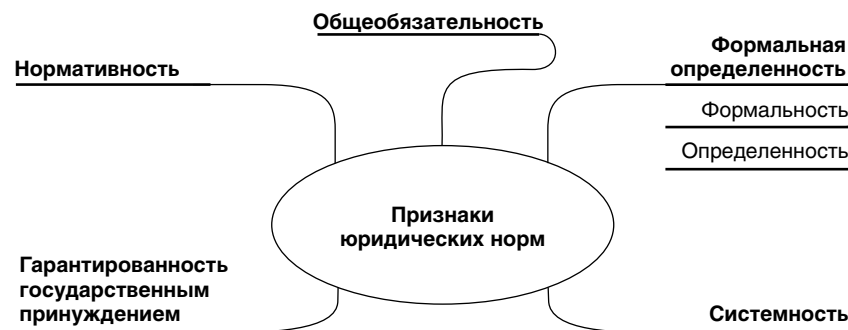 Общеобязательность
Нормативность
Формальная
определенность
Формальность
Определенность
Признаки
юридических норм
Гарантированность
государственным
принуждением
Системность